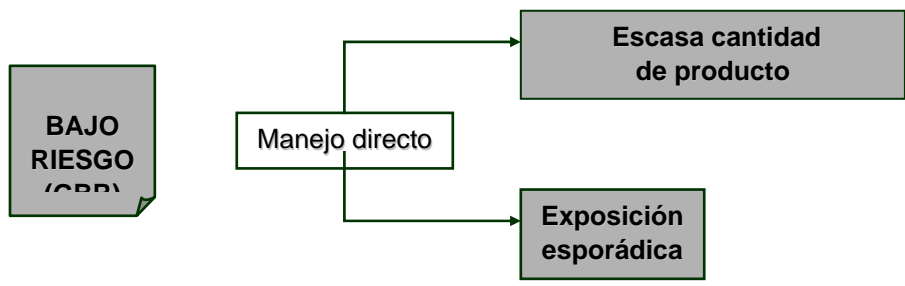 BAJO
RIESGO
Manejo directo
Escasa cantidad
de producto
Exposición
esporádica